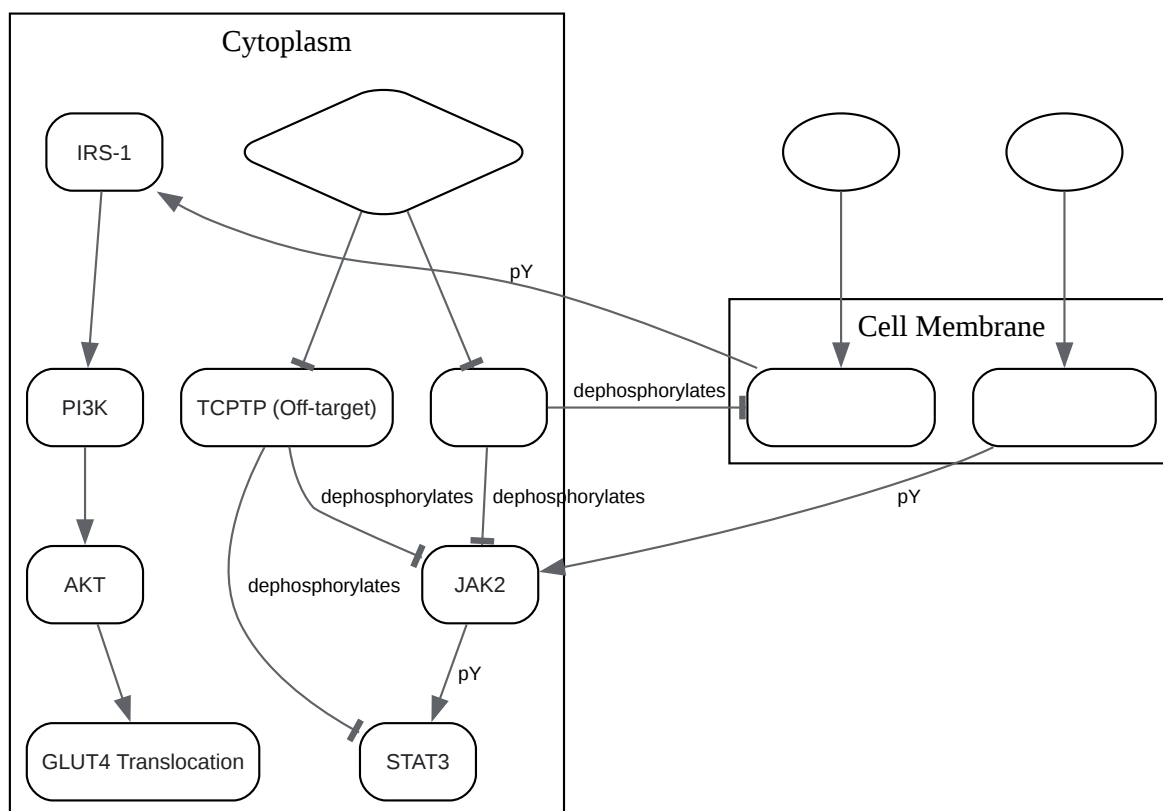 Cytoplasm
IRS-1
pY
Cell Membrane
PI3K
TCPTP (Off-target)
dephosphorylates
dephosphorylates
dephosphorylates
pY
AKT
dephosphorylates
JAK2
pY
GLUT4 Translocation
STAT3